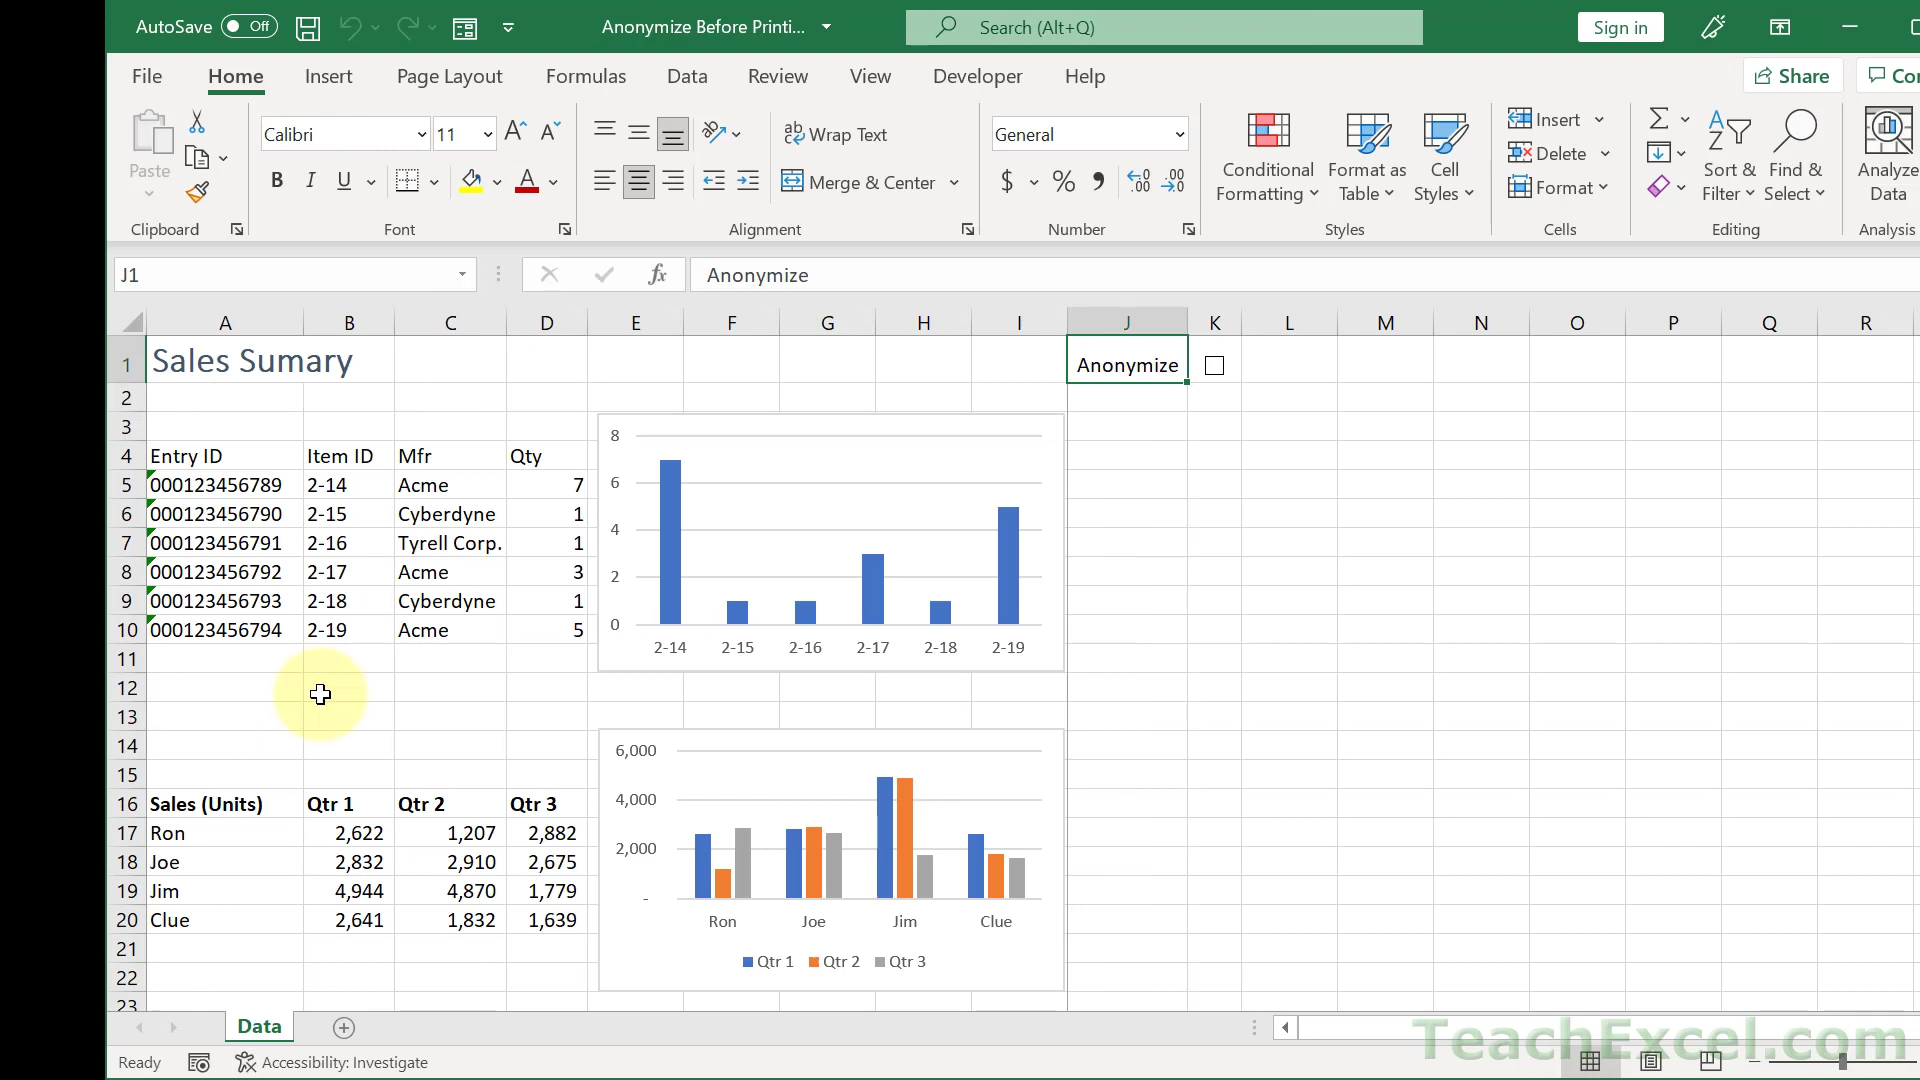 AutoSave Off Anonymize Before Printi... Search (Alt+Q) Sign in
File Home Insert Page Layout Formulas Data Review View Developer Help Share Co
Paste Calibri 11 Wrap Text General Conditional Formatting Format as Table Cell Styles Insert Delete Format Sort & Filter Find & Select Analyze Data
B I U A Merge & Center $ % 9 .00 .00
Clipboard Font Alignment Number Styles Cells Editing Analysis
J1 fx Anonymize
A B C D E F G H I J K L M N O P Q R
1 Sales Sumary Anonymize
2
3
4 Entry ID Item ID Mfr Qty
5 000123456789 2-14 Acme 7
6 000123456790 2-15 Cyberdyne 1
7 000123456791 2-16 Tyrell Corp. 1
8 000123456792 2-17 Acme 3
9 000123456793 2-18 Cyberdyne 1
10 000123456794 2-19 Acme 5
8
6
4
2
0
2-14 2-15 2-16 2-17 2-18 2-19
11
12
13
14
15
16 Sales (Units) Qtr 1 Qtr 2 Qtr 3
17 Ron 2,622 1,207 2,882
18 Joe 2,832 2,910 2,675
19 Jim 4,944 4,870 1,779
20 Clue 2,641 1,832 1,639
21
22
23
6,000
4,000
2,000
-
Ron Joe Jim Clue
Qtr 1 Qtr 2 Qtr 3
Data
TeachExcel.com
Ready Accessibility: Investigate